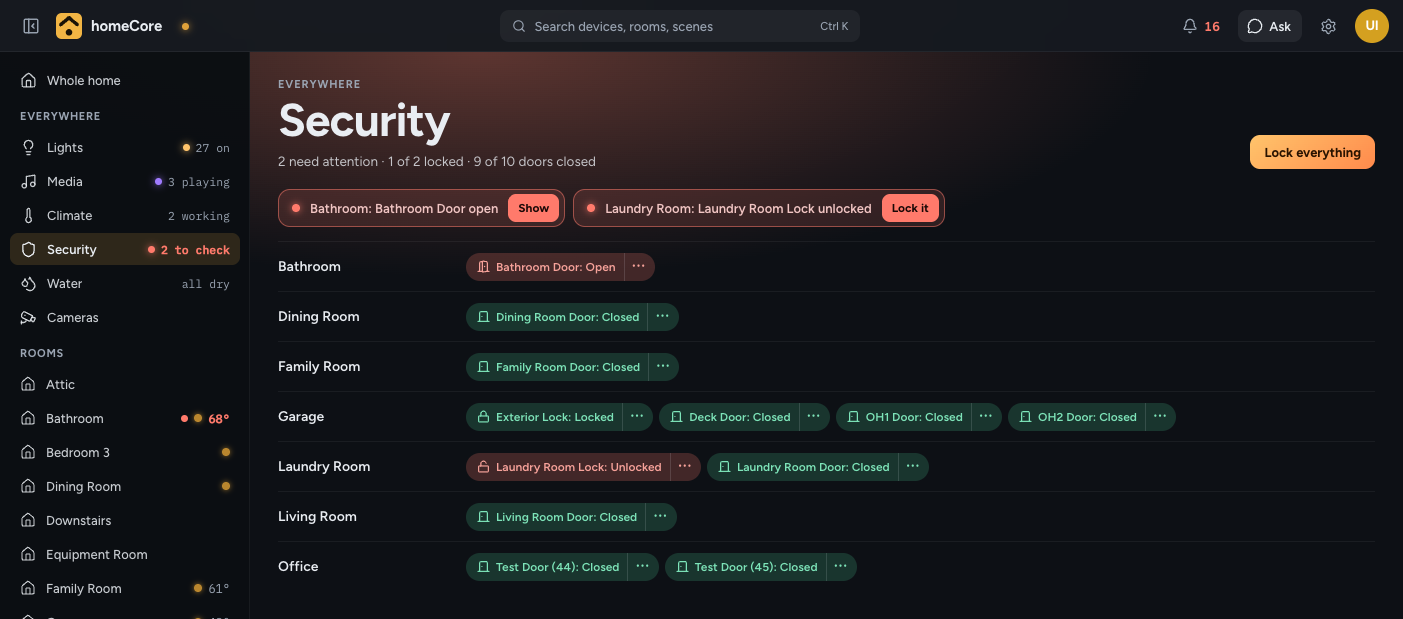 homeCore
Search devices, rooms, scenes
Ctrl K
16
Ask
UI
Whole home
EVERYWHERE
Lights 27 on
Media 3 playing
Climate 2 working
Security 2 to check
Water all dry
Cameras
ROOMS
Attic
Bathroom 68°
Bedroom 3
Dining Room
Downstairs
Equipment Room
Family Room 61°
EVERYWHERE
Security
2 need attention · 1 of 2 locked · 9 of 10 doors closed
Lock everything
Bathroom: Bathroom Door open Show
Laundry Room: Laundry Room Lock unlocked Lock it
Bathroom Bathroom Door: Open ···
Dining Room Dining Room Door: Closed ···
Family Room Family Room Door: Closed ···
Garage Exterior Lock: Locked ··· Deck Door: Closed ··· OH1 Door: Closed ··· OH2 Door: Closed ···
Laundry Room Laundry Room Lock: Unlocked ··· Laundry Room Door: Closed ···
Living Room Living Room Door: Closed ···
Office Test Door (44): Closed ··· Test Door (45): Closed ···